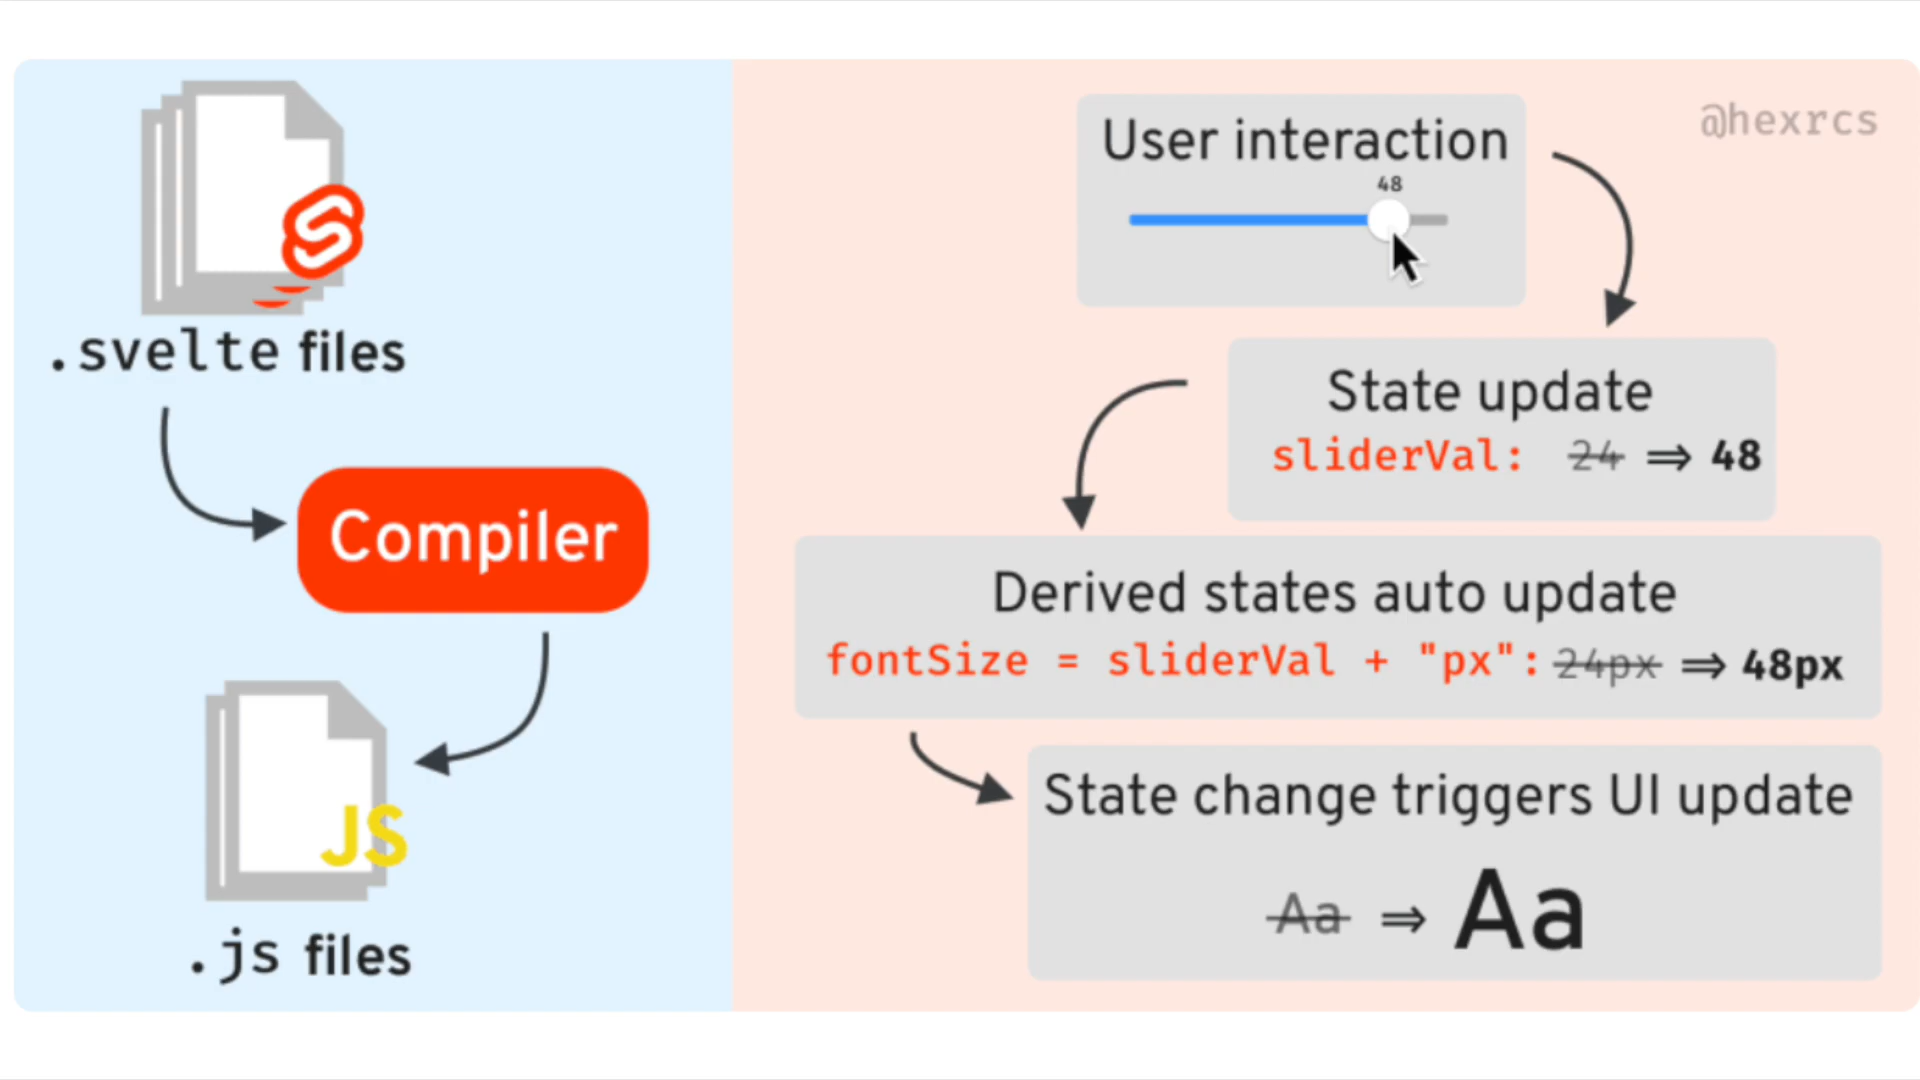 .svelte files
Compiler
JS
.js files
@hexrcs
User interaction
48
State update
sliderVal: 24 ⇒ 48
Derived states auto update
fontSize = sliderVal + "px": 24px ⇒ 48px
State change triggers UI update
Aa ⇒ Aa